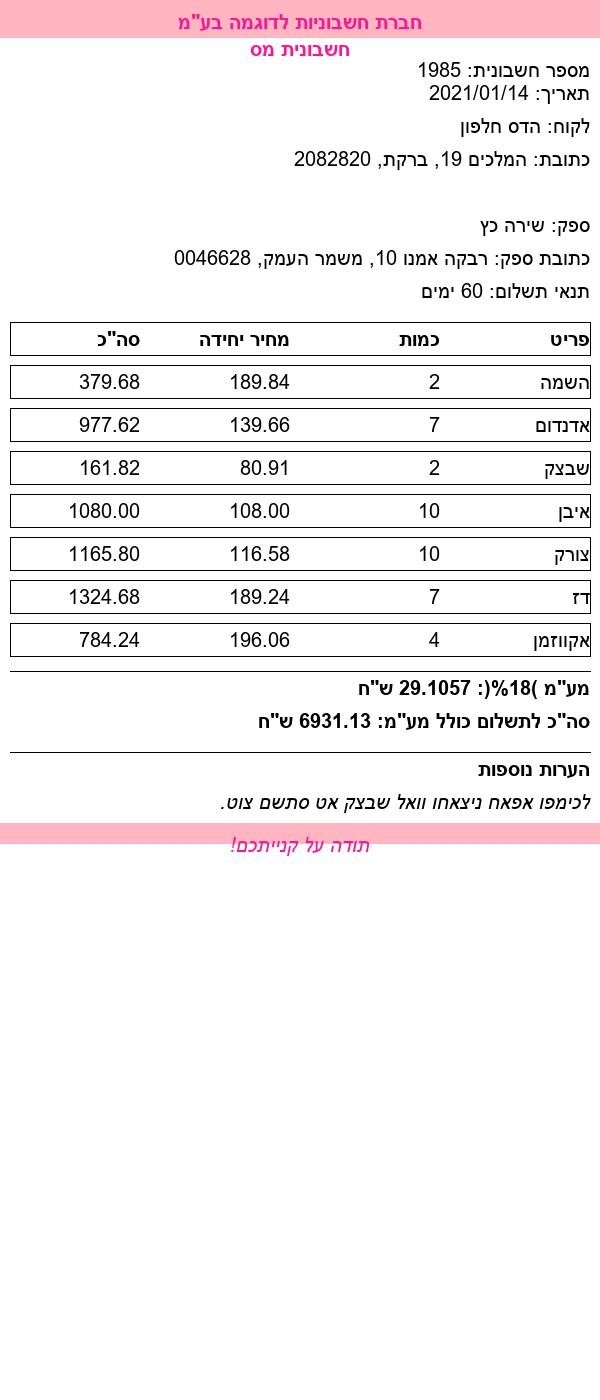 חברת חשבוניות לדוגמה בע"מ
חשבונית מס
מספר חשבונית: 1985
תאריך: 2021/01/14
לקוח: הדס חלפון
כתובת: המלכים 19, ברקת, 2082820
ספק: שירה כץ
כתובת ספק: רבקה אמנו 10, משמר העמק, 0046628
תנאי תשלום: 60 ימים
פריט כמות מחיר יחידה סה"כ
השמה 2 189.84 379.68
אדנדום 7 139.66 977.62
שבצק 2 80.91 161.82
איבן 10 108.00 1080.00
צורק 10 116.58 1165.80
דז 7 189.24 1324.68
אקווזמן 4 196.06 784.24
מע"מ )18%(: 29.1057 ש"ח
סה"כ לתשלום כולל מע"מ: 6931.13 ש"ח
הערות נוספות
לכימפו אפאח ניצאחו וואל שבצק אט סתשם צוט.
תודה על קנייתכם!